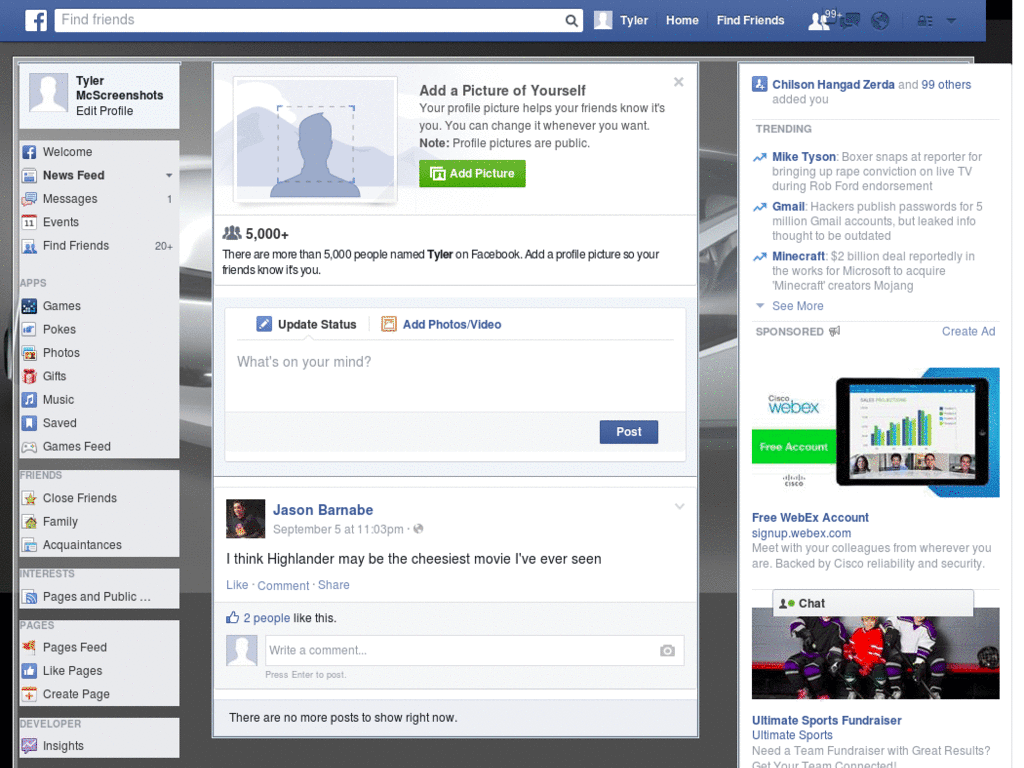 Find friends
Tyler
Home
Find Friends
99+
Tyler
McScreenshots
Edit Profile
Welcome
News Feed
Messages 1
Events
Find Friends 20+
APPS
Games
Pokes
Photos
Gifts
Music
Saved
Games Feed
FRIENDS
Close Friends
Family
Acquaintances
INTERESTS
Pages and Public ...
PAGES
Pages Feed
Like Pages
Create Page
DEVELOPER
Insights
Add a Picture of Yourself
Your profile picture helps your friends know it's
you. You can change it whenever you want.
Note: Profile pictures are public.
Add Picture
5,000+
There are more than 5,000 people named Tyler on Facebook. Add a profile picture so your
friends know it's you.
Update Status
Add Photos/Video
What's on your mind?
Post
Jason Barnabe
September 5 at 11:03pm ·
I think Highlander may be the cheesiest movie I've ever seen
Like · Comment · Share
2 people like this.
Write a comment...
Press Enter to post.
There are no more posts to show right now.
Chilson Hangad Zerda and 99 others
added you
TRENDING
Mike Tyson: Boxer snaps at reporter for
bringing up rape conviction on live TV
during Rob Ford endorsement
Gmail: Hackers publish passwords for 5
million Gmail accounts, but leaked info
thought to be outdated
Minecraft: $2 billion deal reportedly in
the works for Microsoft to acquire
'Minecraft' creators Mojang
See More
SPONSORED
Create Ad
Cisco
webex
Free Account
CISCO
SALES PROJECTIONS
Free WebEx Account
signup.webex.com
Meet with your colleagues from wherever you
are. Backed by Cisco reliability and security.
Chat
Ultimate Sports Fundraiser
Ultimate Sports
Need a Team Fundraiser with Great Results?
Get Your Team Connected!